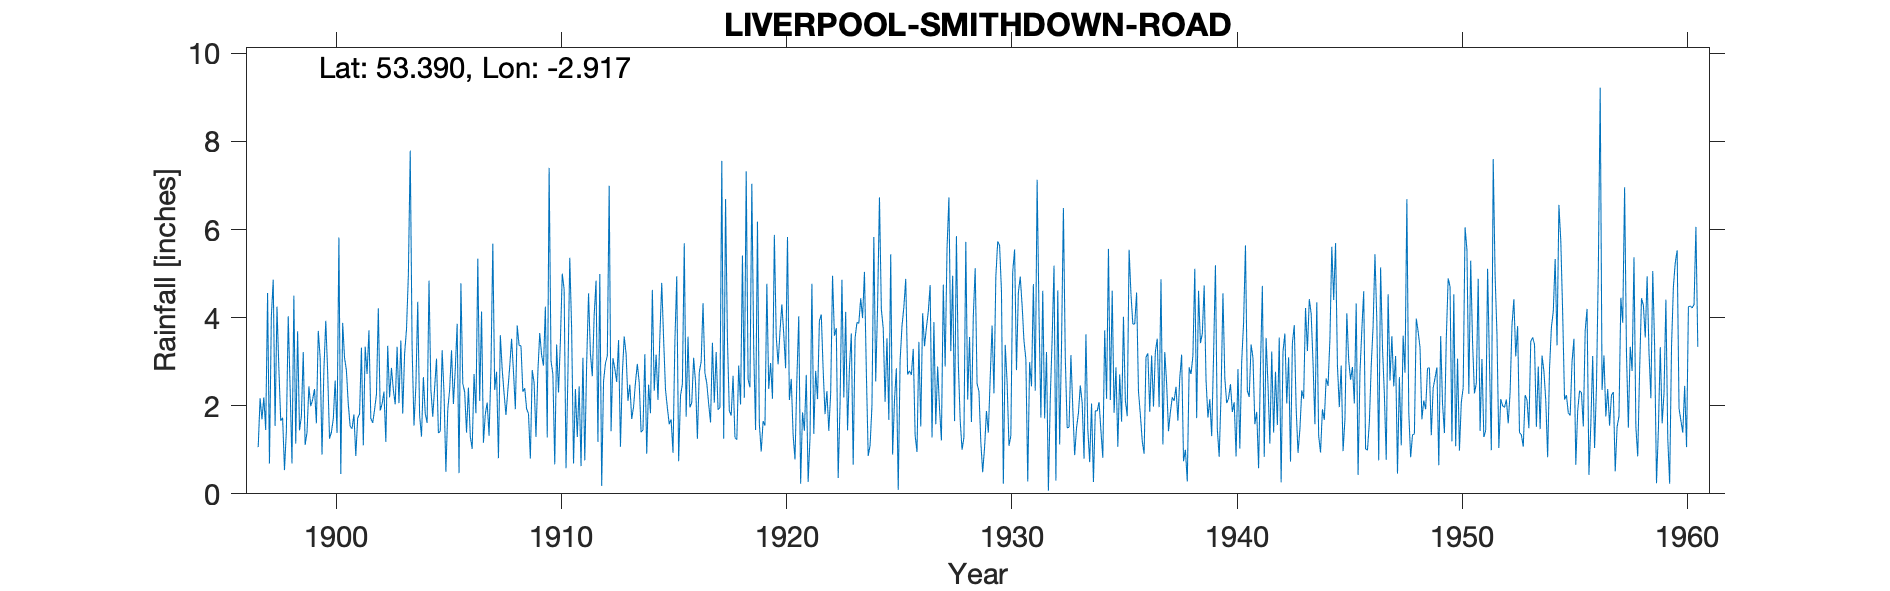 LIVERPOOL-SMITHDOWN-ROAD
Lat: 53.390, Lon: -2.917
10
8
6
4
2
0
Rainfall [inches]
1900 1910 1920 1930 1940 1950 1960
Year